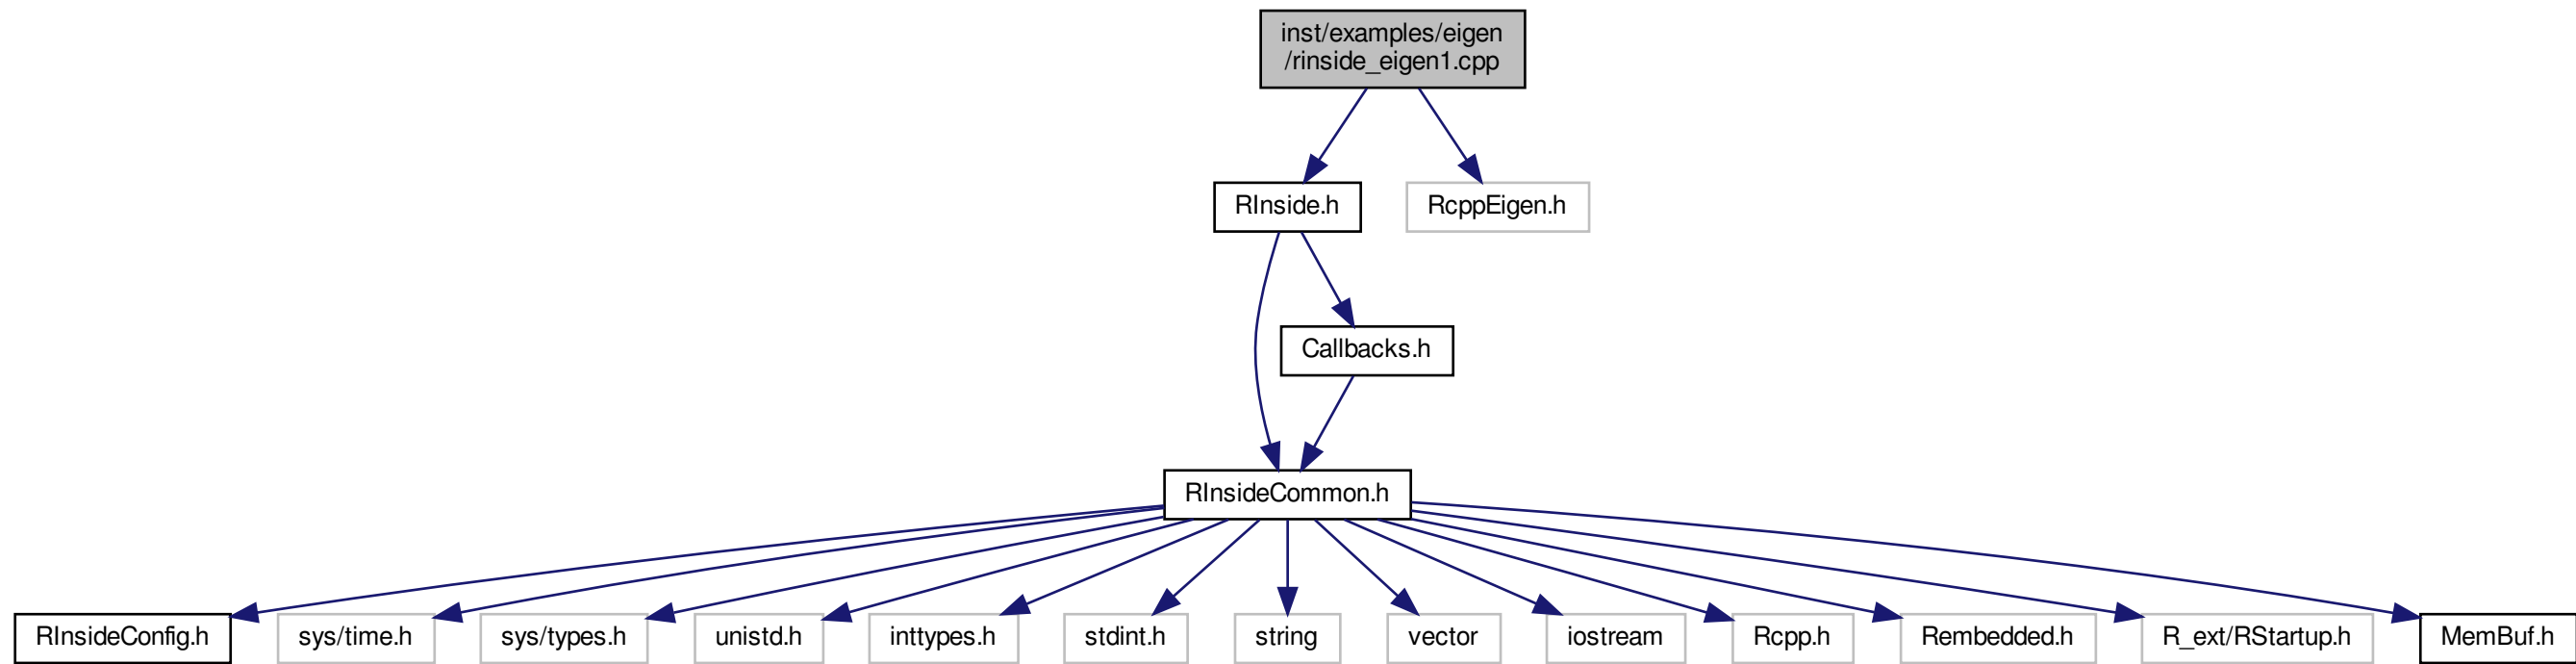 inst/examples/eigen
/rinside_eigen1.cpp
RInside.h
RcppEigen.h
Callbacks.h
RInsideCommon.h
RInsideConfig.h
sys/time.h
sys/types.h
unistd.h
inttypes.h
stdint.h
string
vector
iostream
Rcpp.h
Rembedded.h
R_ext/RStartup.h
MemBuf.h